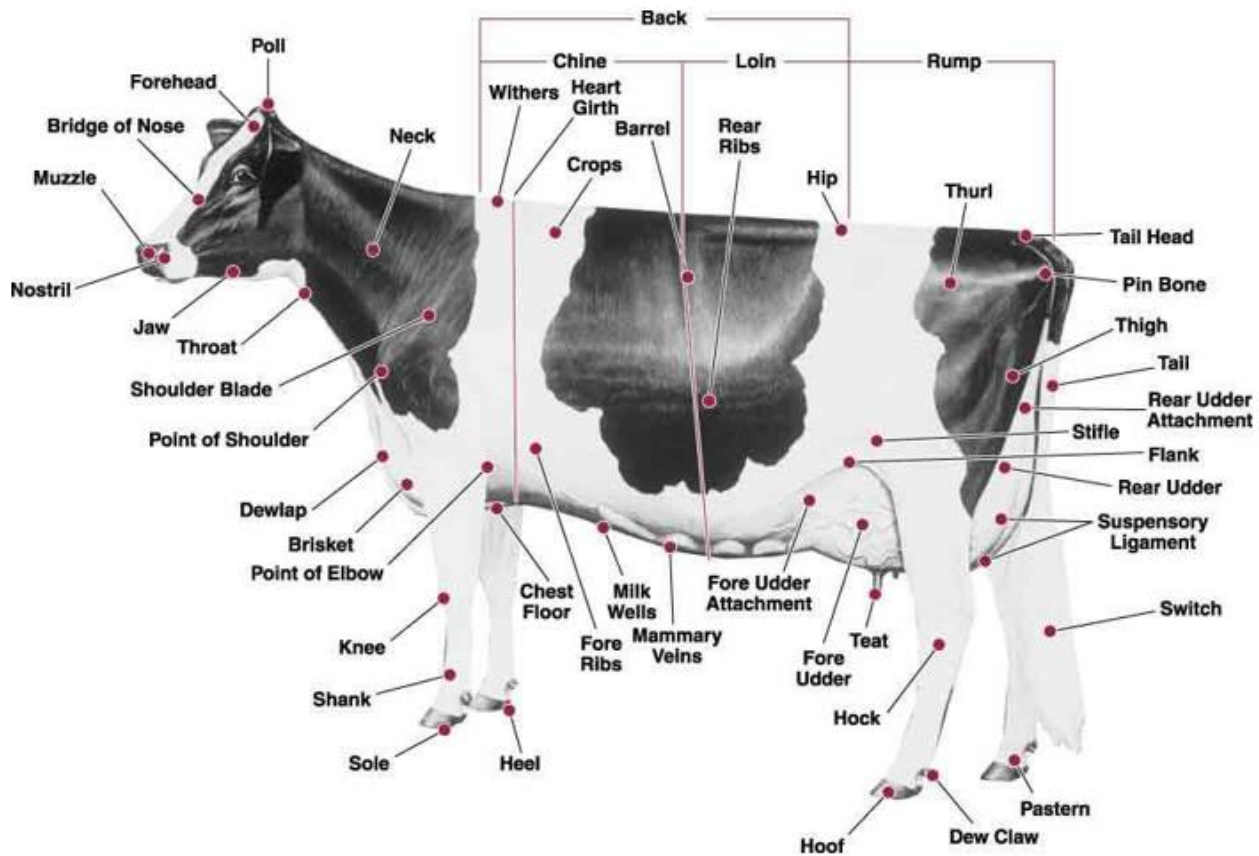 Back
Chine
Loin
Rump
Poll
Forehead
Bridge of Nose
Muzzle
Nostril
Jaw
Throat
Neck
Withers
Heart
Girth
Crops
Barrel
Rear
Ribs
Hip
Thurl
Tail Head
Pin Bone
Thigh
Tail
Rear Udder
Attachment
Stifle
Flank
Rear Udder
Suspensory
Ligament
Switch
Shoulder Blade
Point of Shoulder
Dewlap
Brisket
Point of Elbow
Chest
Floor
Fore
Ribs
Milk
Wells
Mammary
Veins
Fore Udder
Attachment
Fore
Udder
Teat
Knee
Shank
Sole
Heel
Hock
Hoof
Dew Claw
Pastern